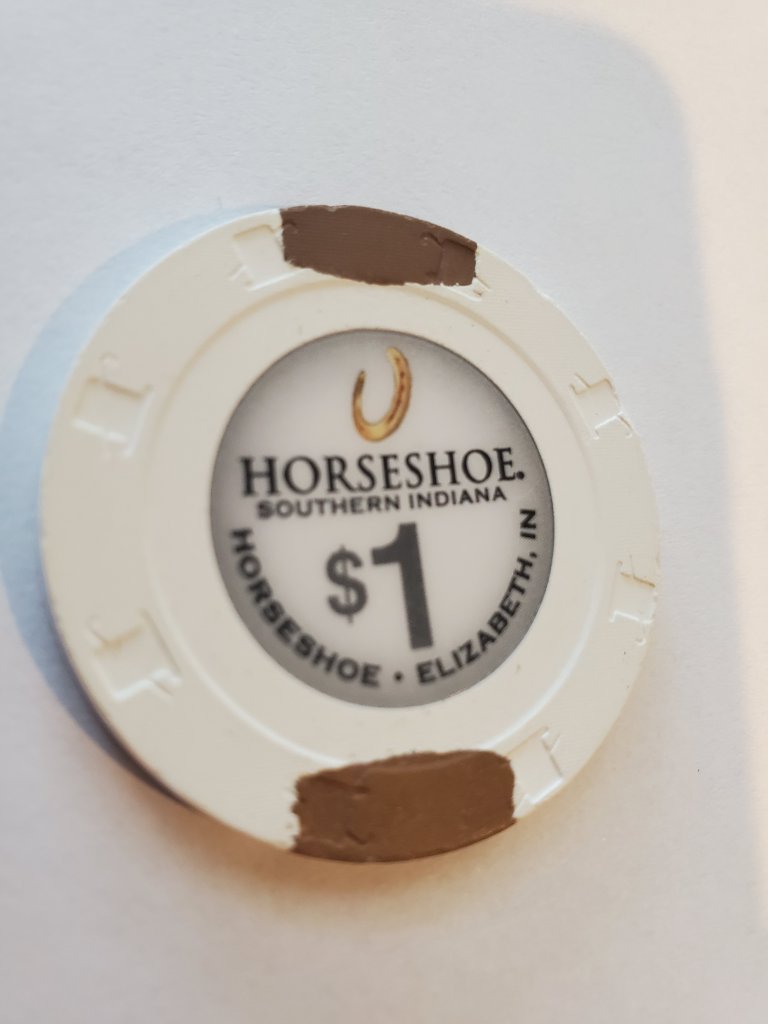 HORSESHOE.
SOUTHERN INDIANA
$1
HORSESHOE • ELIZABETH, IN